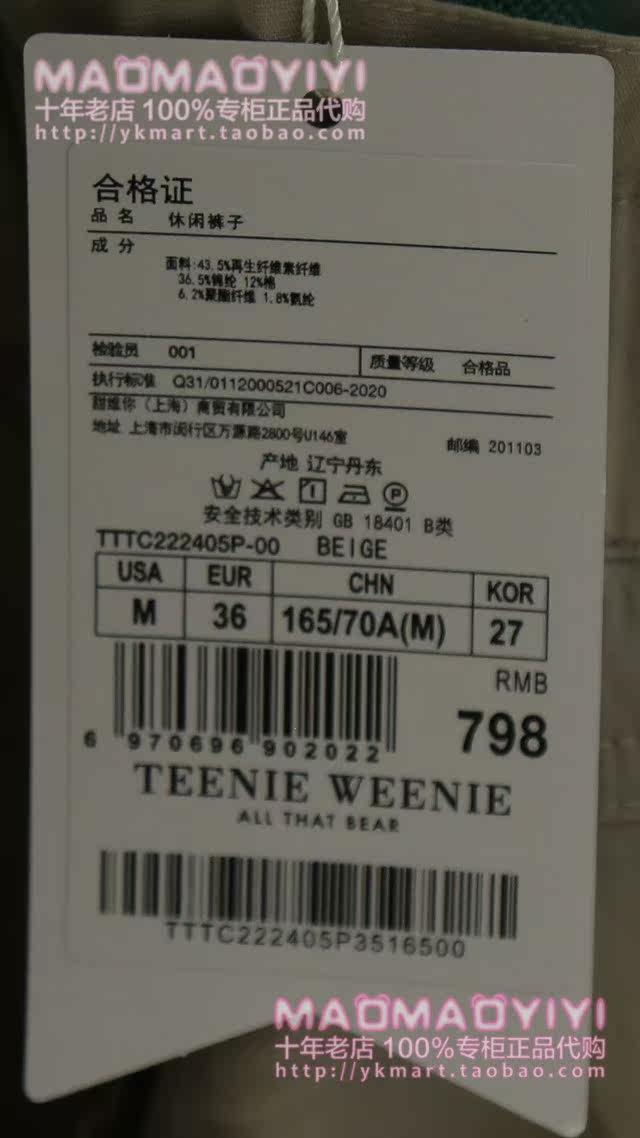 MAOMAOYIYI
十年老店 100%专柜正品代购
http://ykmart.taobao.com
合格证
品 名 休闲裤子
成 分
面料:43.5%再生纤维素纤维
36.5%锦纶 12%棉
6.2%聚酯纤维 1.8%氨纶
检验员 001 质量等级 合格品
执行标准 Q31/0112000521C006-2020
甜维你（上海）商贸有限公司
地址 上海市闵行区万源路2800号U146室 邮编 201103
产地 辽宁丹东
安全技术类别 GB 18401 B类
TTTC222405P-00 BEIGE
USA EUR CHN KOR
M 36 165/70A(M) 27
RMB
798
6 970696 902022
TEENIE WEENIE
ALL THAT BEAR
TTTC222405P3516500
MAOMAOYIYI
十年老店 100%专柜正品代购
http://ykmart.taobao.com